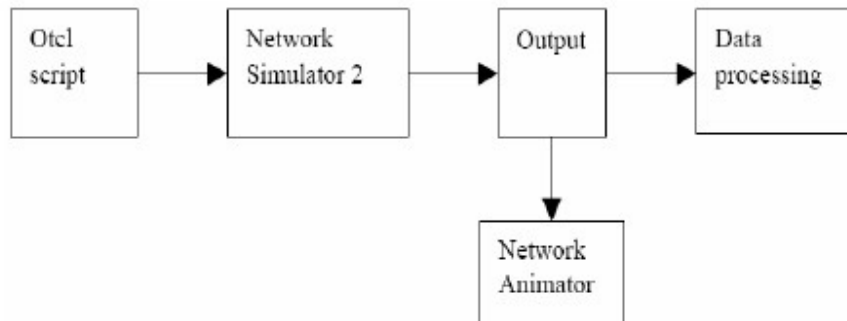 Otcl
script
Network
Simulator 2
Output
Data
processing
Network
Animator